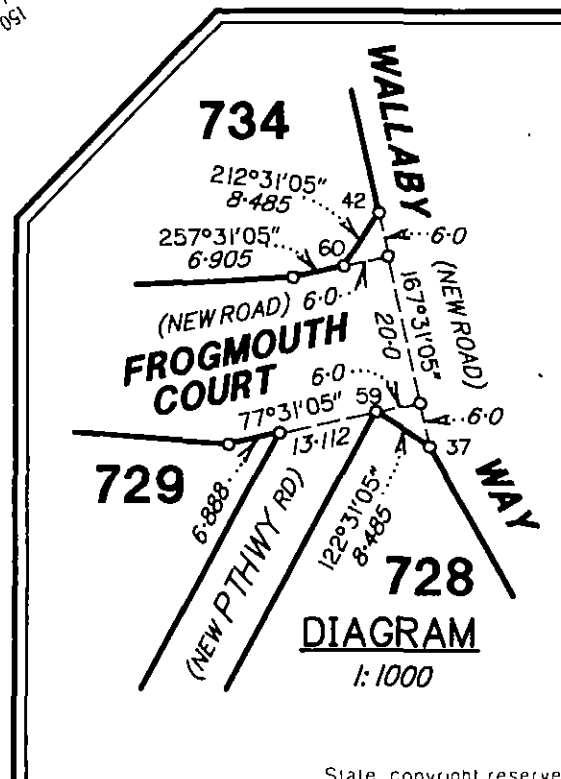 150
734
WALLABY
212°31'05"
8·485
42
257°31'05"
6·905
60
6·0
(NEW ROAD) 6·0
167°31'05"
20·0
(NEW ROAD)
FROGMOUTH
COURT
6·0
59
77°31'05"
13·112
6·0
37
WAY
729
6·888
(NEW PTHWY RD)
122°31'05"
8·485
728
DIAGRAM
1:1000
State copyright reserve